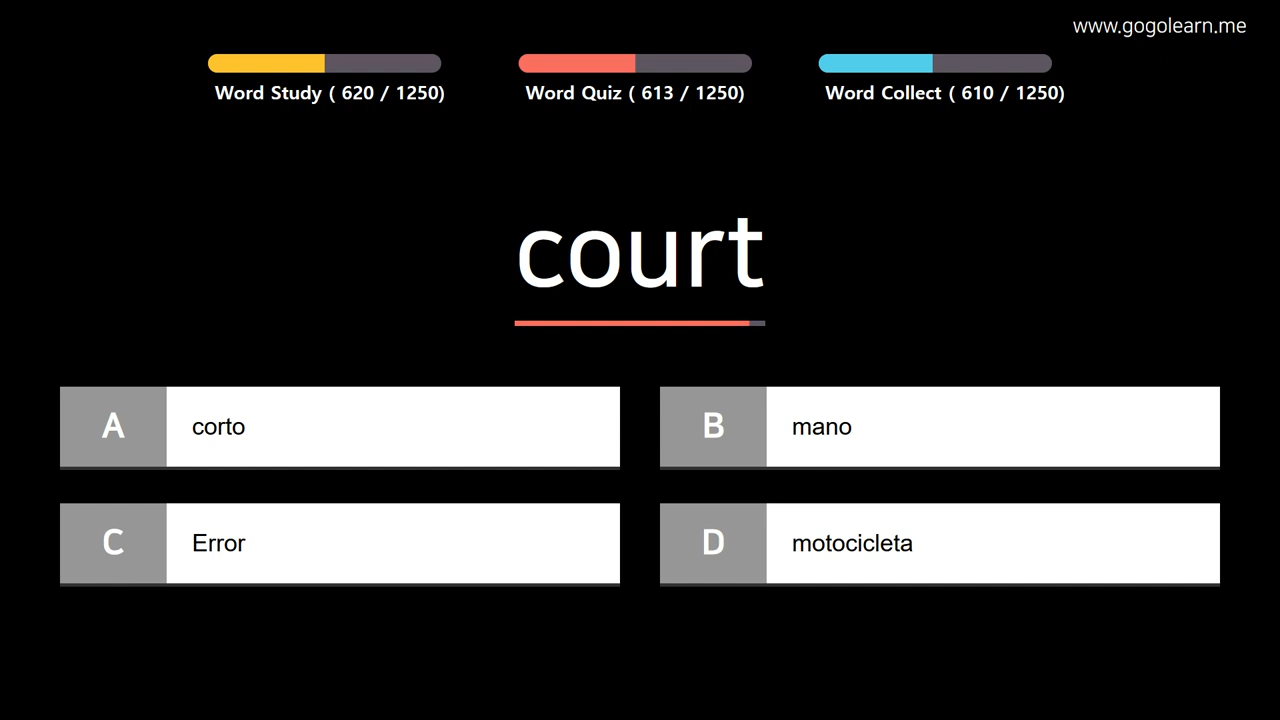 www.gogolearn.me
Word Study ( 620 / 1250)
Word Quiz ( 613 / 1250)
Word Collect ( 610 / 1250)
court
A corto
B mano
C Error
D motocicleta